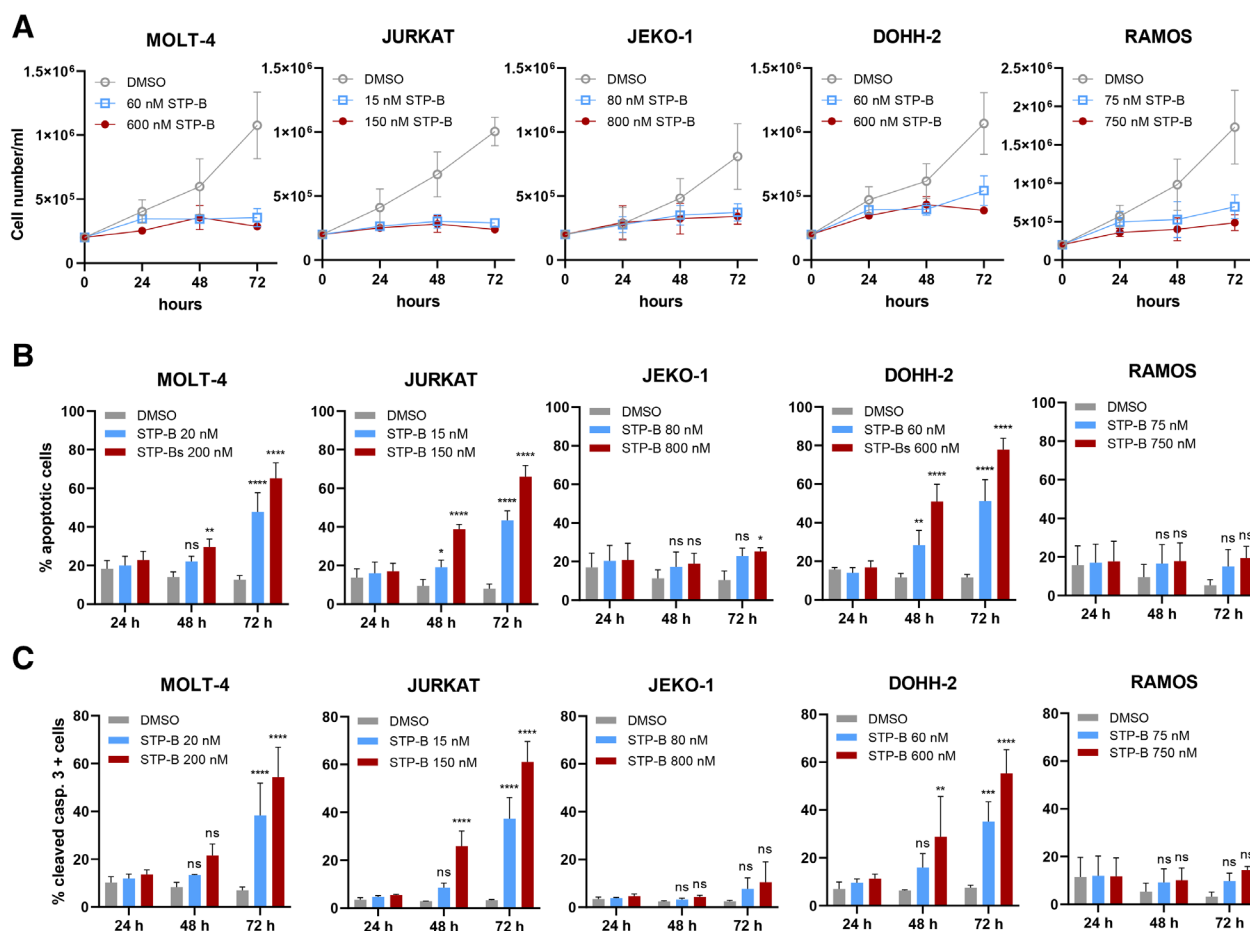 A
MOLT-4
JURKAT
JEKO-1
DOHH-2
RAMOS
Cell number/ml
1.5×10⁶
1×10⁶
5×10⁵
0
DMSO
60 nM STP-B
600 nM STP-B
0 24 48 72
hours
1.5×10⁶
1×10⁶
5×10⁵
0
DMSO
15 nM STP-B
150 nM STP-B
0 24 48 72
hours
1.5×10⁶
1×10⁶
5×10⁵
0
DMSO
80 nM STP-B
800 nM STP-B
0 24 48 72
hours
1.5×10⁶
1×10⁶
5×10⁵
0
DMSO
60 nM STP-B
600 nM STP-B
0 24 48 72
hours
2.5×10⁶
2×10⁶
1.5×10⁶
1×10⁶
5×10⁵
0
DMSO
75 nM STP-B
750 nM STP-B
0 24 48 72
hours
B
MOLT-4
JURKAT
JEKO-1
DOHH-2
RAMOS
% apoptotic cells
100
80
60
40
20
0
DMSO
STP-B 20 nM
STP-Bs 200 nM
ns ** **** ****
24 h 48 h 72 h
100
80
60
40
20
0
DMSO
STP-B 15 nM
STP-B 150 nM
* **** **** ****
24 h 48 h 72 h
100
80
60
40
20
0
DMSO
STP-B 80 nM
STP-B 800 nM
ns ns ns *
24 h 48 h 72 h
100
80
60
40
20
0
DMSO
STP-B 60 nM
STP-Bs 600 nM
** **** **** ****
24 h 48 h 72 h
100
80
60
40
20
0
DMSO
STP-B 75 nM
STP-B 750 nM
ns ns ns ns
24 h 48 h 72 h
C
MOLT-4
JURKAT
JEKO-1
DOHH-2
RAMOS
% cleaved casp. 3 + cells
80
60
40
20
0
DMSO
STP-B 20 nM
STP-B 200 nM
ns ns **** ****
24 h 48 h 72 h
80
60
40
20
0
DMSO
STP-B 15 nM
STP-B 150 nM
ns **** **** ****
24 h 48 h 72 h
80
60
40
20
0
DMSO
STP-B 80 nM
STP-B 800 nM
ns ns ns ns
24 h 48 h 72 h
80
60
40
20
0
DMSO
STP-B 60 nM
STP-B 600 nM
ns ** *** ****
24 h 48 h 72 h
80
60
40
20
0
DMSO
STP-B 75 nM
STP-B 750 nM
ns ns ns ns
24 h 48 h 72 h